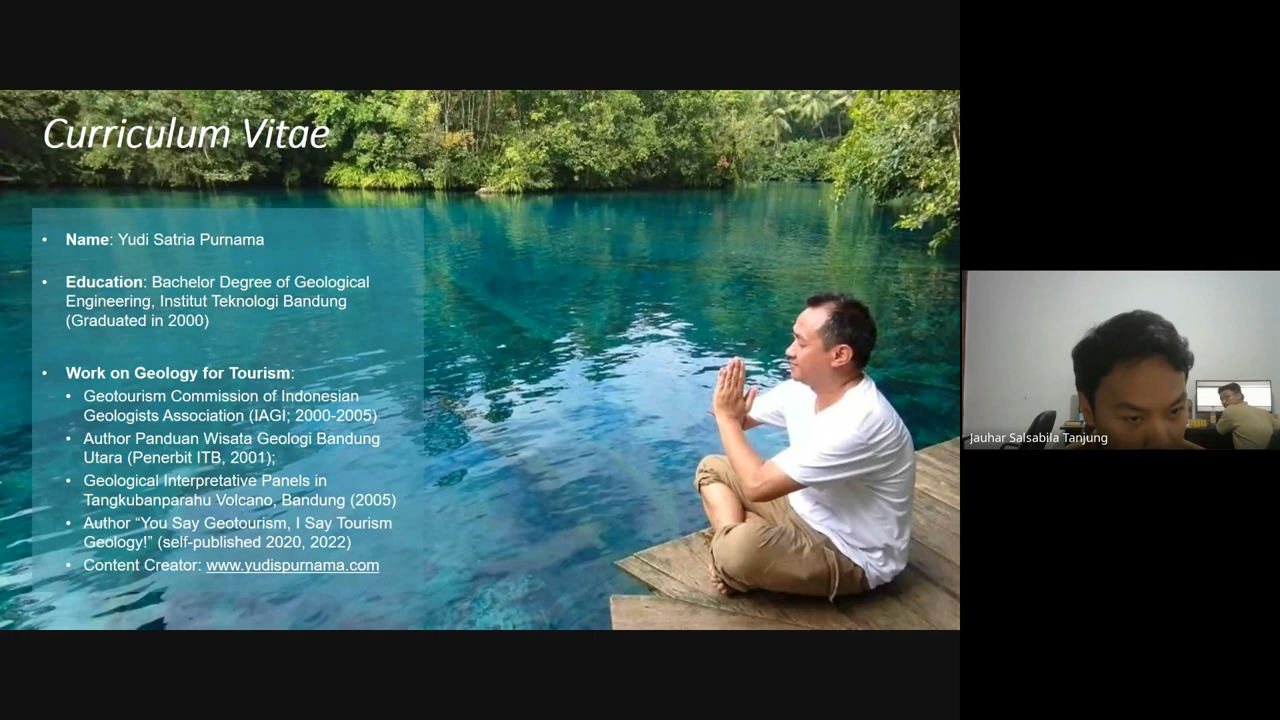 Curriculum Vitae
• Name: Yudi Satria Purnama
• Education: Bachelor Degree of Geological
Engineering, Institut Teknologi Bandung
(Graduated in 2000)
• Work on Geology for Tourism:
• Geotourism Commission of Indonesian
Geologists Association (IAGI; 2000-2005)
• Author Panduan Wisata Geologi Bandung
Utara (Penerbit ITB, 2001);
• Geological Interpretative Panels in
Tangkubanparahu Volcano, Bandung (2005)
• Author “You Say Geotourism, I Say Tourism
Geology!” (self-published 2020, 2022)
• Content Creator: www.yudispurnama.com
Jauhar Salsabila Tanjung